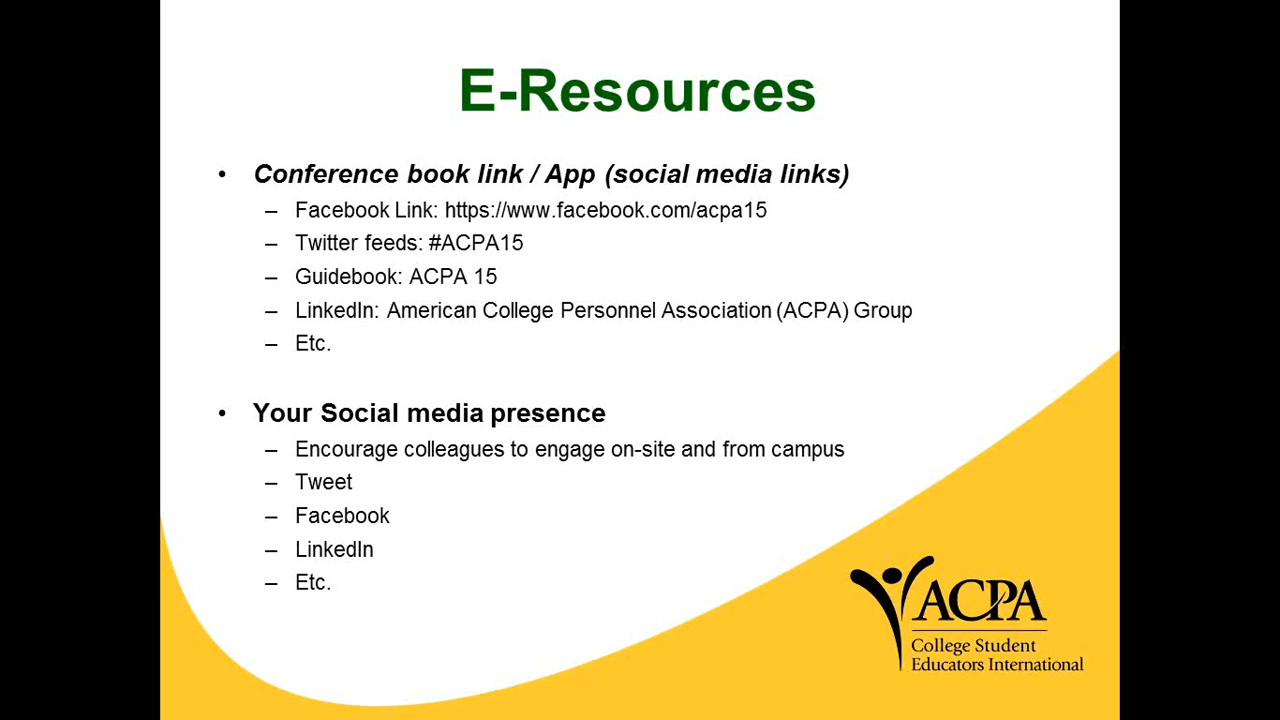 E-Resources
• Conference book link / App (social media links)
– Facebook Link: https://www.facebook.com/acpa15
– Twitter feeds: #ACPA15
– Guidebook: ACPA 15
– LinkedIn: American College Personnel Association (ACPA) Group
– Etc.
• Your Social media presence
– Encourage colleagues to engage on-site and from campus
– Tweet
– Facebook
– LinkedIn
– Etc.
ACPA
College Student
Educators International